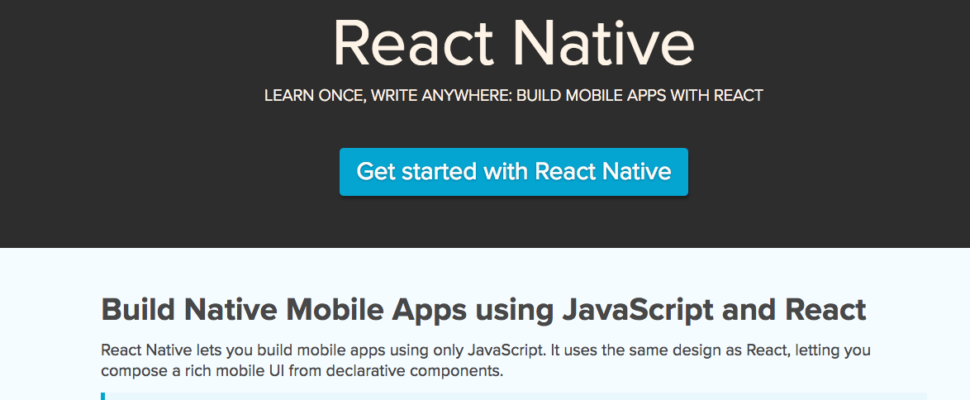 React Native
LEARN ONCE, WRITE ANYWHERE: BUILD MOBILE APPS WITH REACT
Get started with React Native
Build Native Mobile Apps using JavaScript and React
React Native lets you build mobile apps using only JavaScript. It uses the same design as React, letting you
compose a rich mobile UI from declarative components.